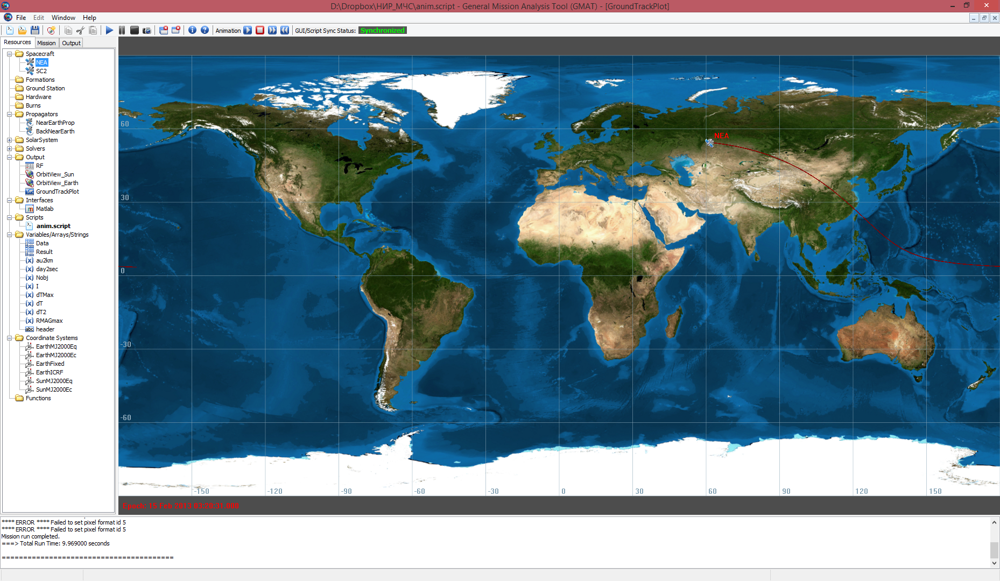 D:\Dropbox\НИР_МЧС\anim.script - General Mission Analysis Tool (GMAT) - [GroundTrackPlot]
File Edit Window Help
Animation GUI/Script Sync Status: Synchronized
Resources Mission Output
Spacecraft
NEA
SC2
Formations
Ground Station
Hardware
Burns
Propagators
NearEarthProp
BackNearEarth
SolarSystem
Solvers
Output
RF
OrbitView_Sun
OrbitView_Earth
GroundTrackPlot
Interfaces
Matlab
Scripts
anim.script
Variables/Arrays/Strings
Data
Result
au2km
day2sec
Nobj
I
dTMax
dT
dT2
RMAGmax
header
Coordinate Systems
EarthMJ2000Eq
EarthMJ2000Ec
EarthFixed
EarthICRF
SunMJ2000Eq
SunMJ2000Ec
Functions
NEA
60
30
0
-30
-60
-150 -120 -90 -60 -30 0 30 60 90 120 150
Epoch: 15 Feb 2013 03:20:31.000
**** ERROR **** Failed to set pixel format id 5
**** ERROR **** Failed to set pixel format id 5
Mission run completed.
===> Total Run Time: 9.969000 seconds
========================================